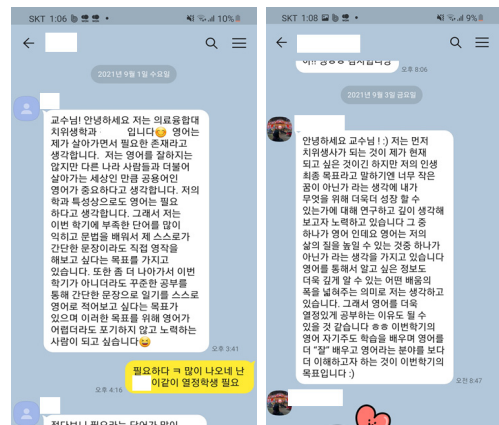 SKT 1:06
10%
2021년 9월 1일 수요일
교수님! 안녕하세요 저는 의료융합대
치위생학과 입니다😊 영어는
제가 살아가면서 필요한 존재라고
생각합니다. 저는 영어를 잘하지는
않지만 다른 나라 사람들과 더불어
살아가는 세상인 만큼 공용어인
영어가 중요하다고 생각합니다. 저의
학과 특성상으로도 영어는 필요
하다고 생각합니다. 그래서 저는
이번 학기에 부족한 단어를 많이
익히고 문법을 배워서 제 스스로가
간단한 문장이라도 직접 영작을
해보고 싶다는 목표를 가지고
있습니다. 또한 좀 더 나아가서 이번
학기가 아니더라도 꾸준한 공부를
통해 간단한 문장으로 일기를 스스로
영어로 적어보고 싶다는 목표가
있으며 이러한 목표를 위해 영어가
어렵더라도 포기하지 않고 노력하는
사람이 되고 싶습니다😆
오후 3:41
필요하다 ㅋ 많이 나오네 난
이같이 열정학생 필요
오후 4:16
SKT 1:08
9%
오후 8:06
2021년 9월 3일 금요일
안녕하세요 교수님! :) 저는 먼저
치위생사가 되는 것이 제가 현재
되고 싶은 것이긴 하지만 저의 인생
최종 목표라고 말하기엔 너무 작은
꿈이 아닌가 라는 생각에 내가
무엇을 위해 더욱더 성장 할 수
있는가에 대해 연구하고 깊이 생각해
보고자 노력하고 있습니다 그 중
하나가 영어 인데요 영어는 저의
삶의 질을 높일 수 있는 것중 하나가
아닌가 라는 생각을 가지고 있습니다
영어를 통해서 알고 싶은 정보도
더욱 깊게 알 수 있는 어떤 배움의
폭을 넓혀주는 의미로 저는 생각하고
있습니다. 그래서 영어를 더욱
열정있게 공부하는 이유도 될 수
있을 것 같습니다 ㅎㅎ 이번학기의
영어 자기주도 학습을 배우며 영어를
더 "잘" 배우고 영어라는 분야를 보다
더 이해하고자 하는 것이 이번학기의
목표입니다 :)
오전 8:47